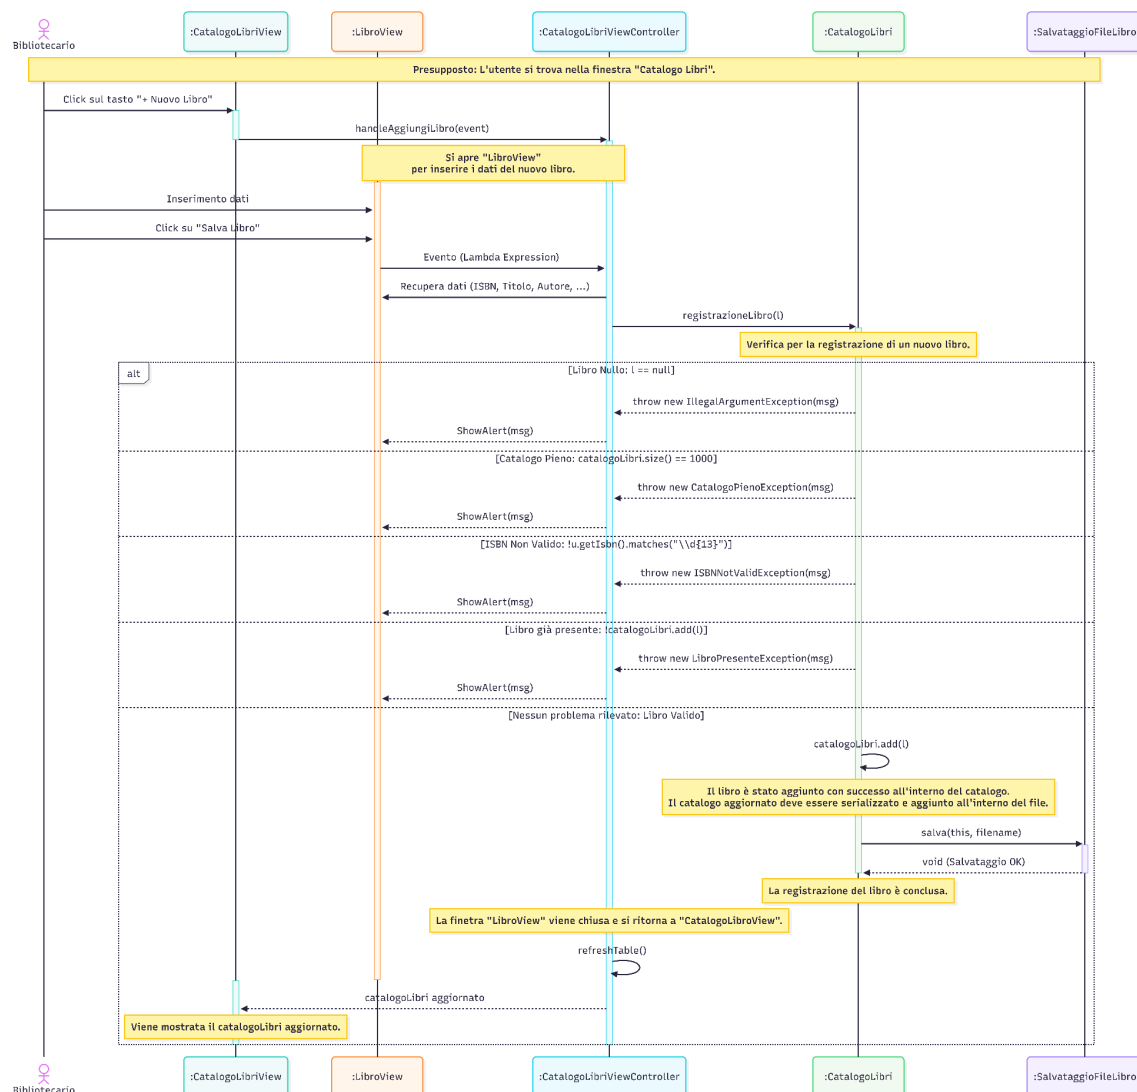 Bibliotecario
:CatalogoLibriView
:LibroView
:CatalogoLibriViewController
:CatalogoLibri
:SalvataggioFileLibro
Presupposto: L'utente si trova nella finestra "Catalogo Libri".
Click sul tasto "+ Nuovo Libro"
handleAggiungiLibro(event)
Si apre "LibroView"
per inserire i dati del nuovo libro.
Inserimento dati
Click su "Salva Libro"
Evento (Lambda Expression)
Recupera dati (ISBN, Titolo, Autore, ...)
registrazioneLibro(l)
Verifica per la registrazione di un nuovo libro.
alt
[Libro Nullo: l == null]
throw new IllegalArgumentException(msg)
ShowAlert(msg)
[Catalogo Pieno: catalogoLibri.size() == 1000]
throw new CatalogoPienoException(msg)
ShowAlert(msg)
[ISBN Non Valido: !u.getIsbn().matches("\\d{13}")]
throw new ISBNNotValidException(msg)
ShowAlert(msg)
[Libro già presente: !catalogoLibri.add(l)]
throw new LibroPresenteException(msg)
ShowAlert(msg)
[Nessun problema rilevato: Libro Valido]
catalogoLibri.add(l)
Il libro è stato aggiunto con successo all'interno del catalogo.
Il catalogo aggiornato deve essere serializzato e aggiunto all'interno del file.
salva(this, filename)
void (Salvataggio OK)
La registrazione del libro è conclusa.
La finetra "LibroView" viene chiusa e si ritorna a "CatalogoLibroView".
refreshTable()
catalogoLibri aggiornato
Viene mostrata il catalogoLibri aggiornato.
Bibliotecario
:CatalogoLibriView
:LibroView
:CatalogoLibriViewController
:CatalogoLibri
:SalvataggioFileLibro